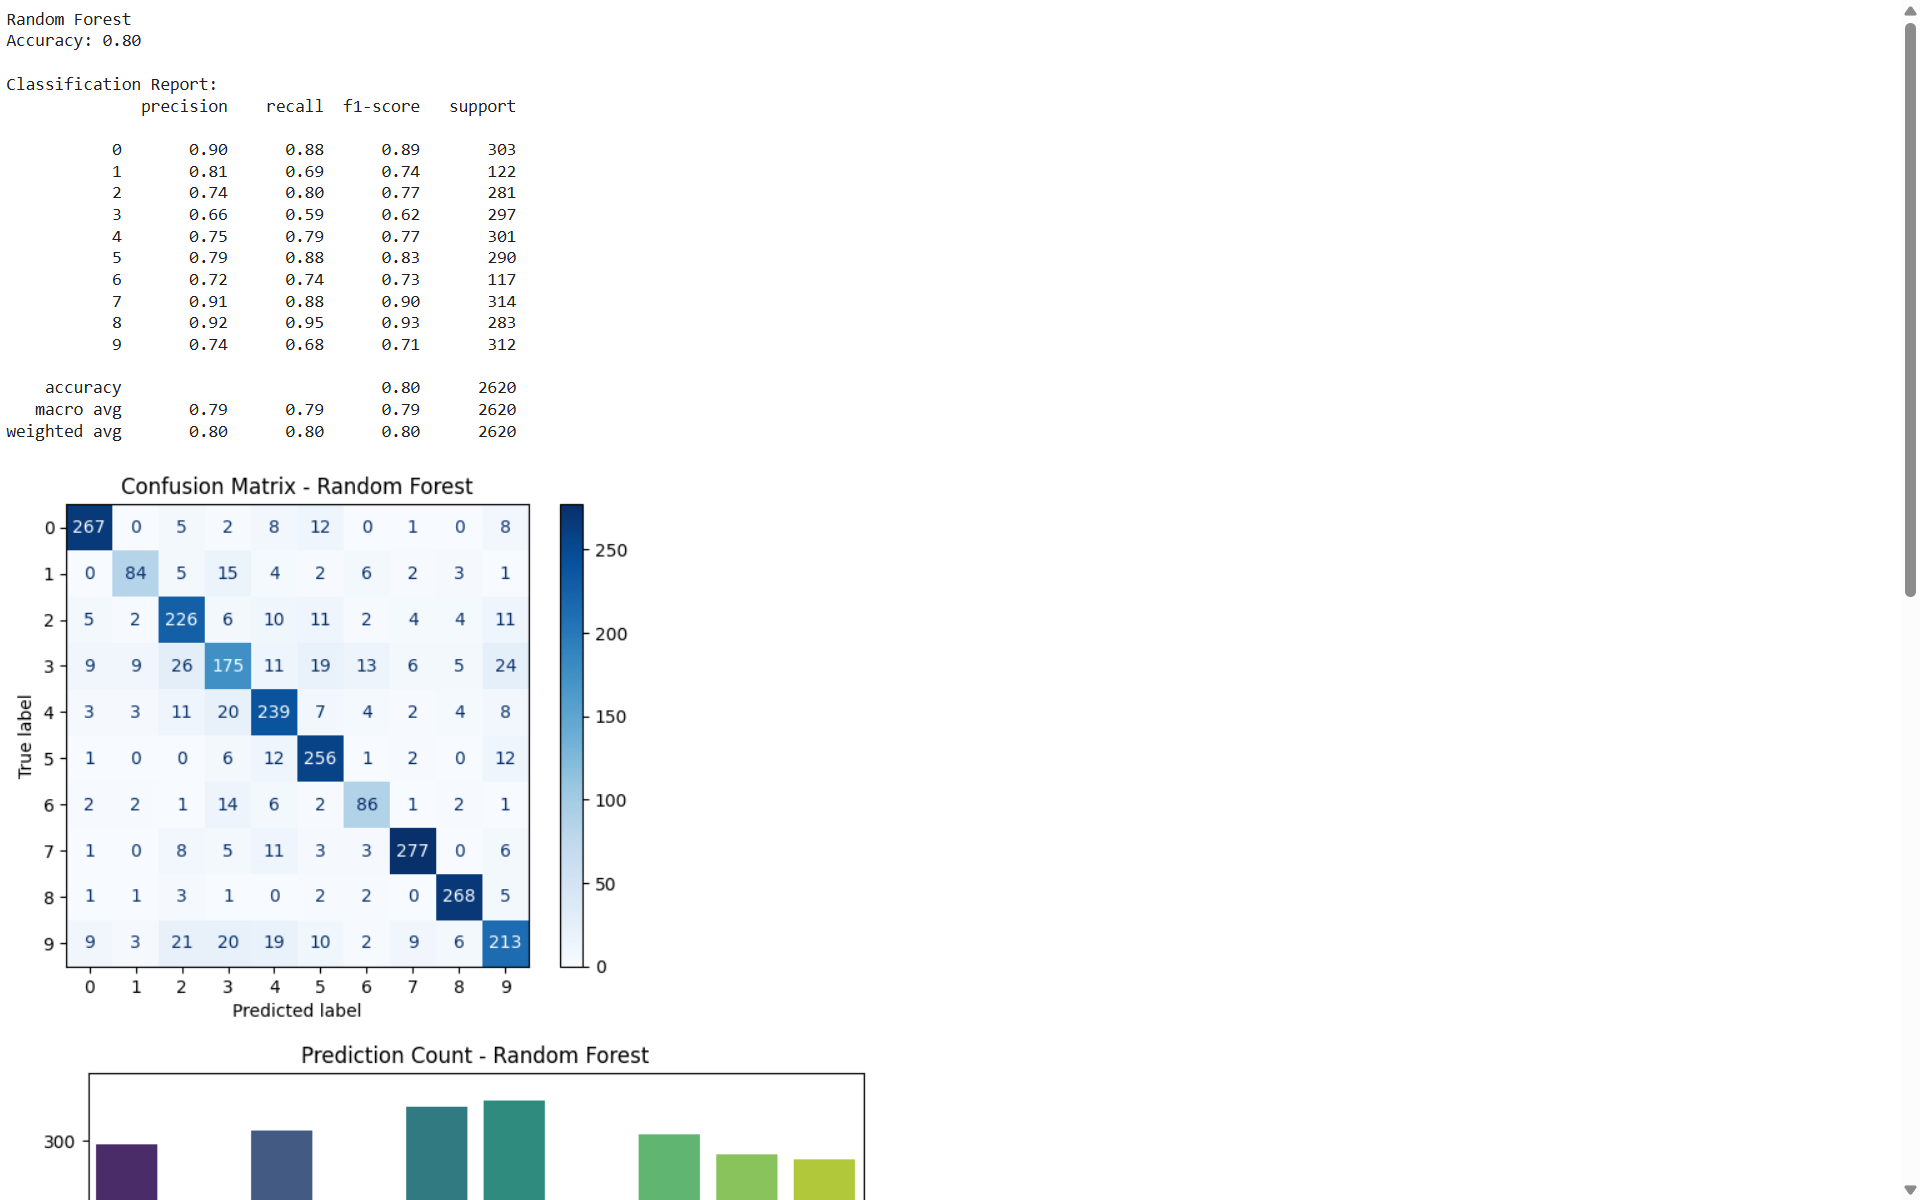 Random Forest
Accuracy: 0.80
Classification Report:
precision recall f1-score support
0 0.90 0.88 0.89 303
1 0.81 0.69 0.74 122
2 0.74 0.80 0.77 281
3 0.66 0.59 0.62 297
4 0.75 0.79 0.77 301
5 0.79 0.88 0.83 290
6 0.72 0.74 0.73 117
7 0.91 0.88 0.90 314
8 0.92 0.95 0.93 283
9 0.74 0.68 0.71 312
accuracy 0.80 2620
macro avg 0.79 0.79 0.79 2620
weighted avg 0.80 0.80 0.80 2620
Confusion Matrix - Random Forest
0 267 0 5 2 8 12 0 1 0 8
1 0 84 5 15 4 2 6 2 3 1
2 5 2 226 6 10 11 2 4 4 11
3 9 9 26 175 11 19 13 6 5 24
4 3 3 11 20 239 7 4 2 4 8
5 1 0 0 6 12 256 1 2 0 12
6 2 2 1 14 6 2 86 1 2 1
7 1 0 8 5 11 3 3 277 0 6
8 1 1 3 1 0 2 2 0 268 5
9 9 3 21 20 19 10 2 9 6 213
0 1 2 3 4 5 6 7 8 9
Predicted label
True label
250
200
150
100
50
0
Prediction Count - Random Forest
300